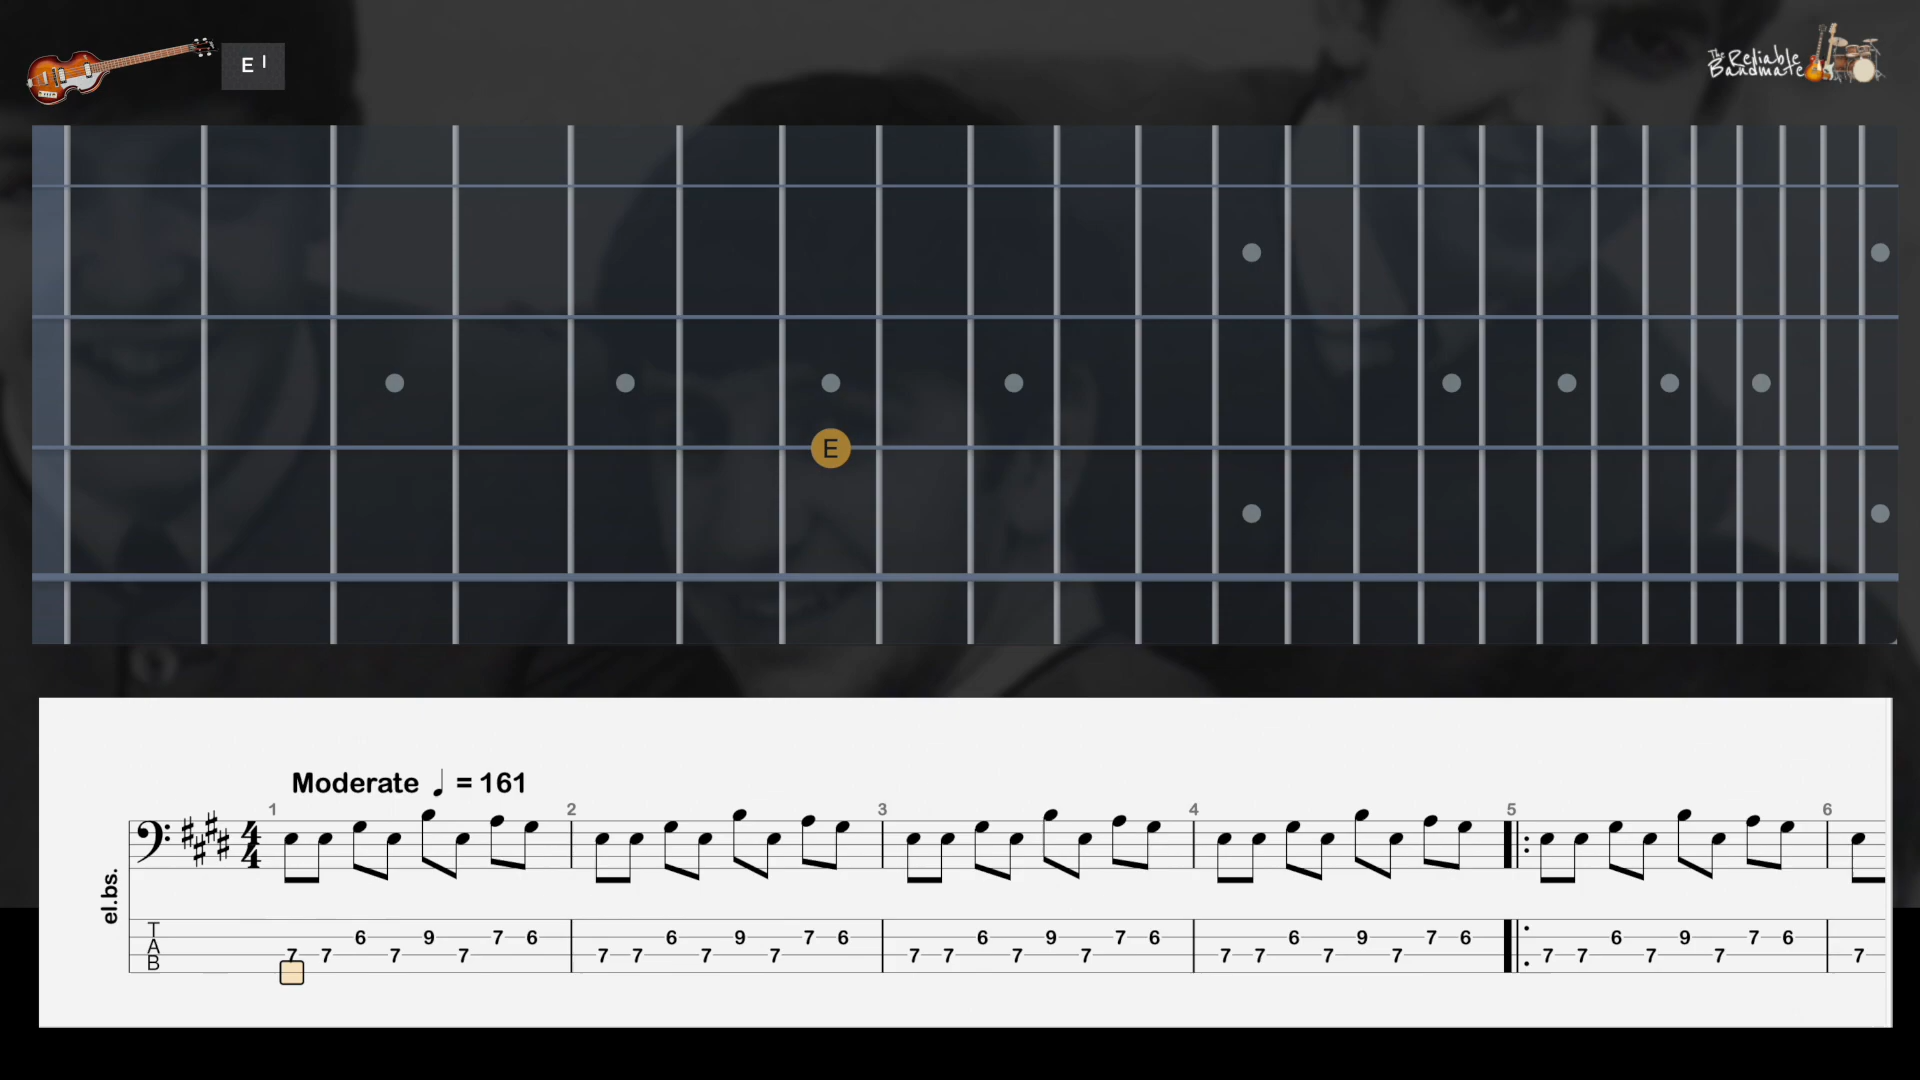 E I
The Reliable
Bandmate
E
Moderate ♩ = 161
1 2 3 4 5 6
4
4
el.bs.
T
A
B
6 9 7 6 6 9 7 6 6 9 7 6 6 9 7 6 6 9 7 6
7 7 7 7 7 7 7 7 7 7 7 7 7 7 7 7 7 7 7 7 7